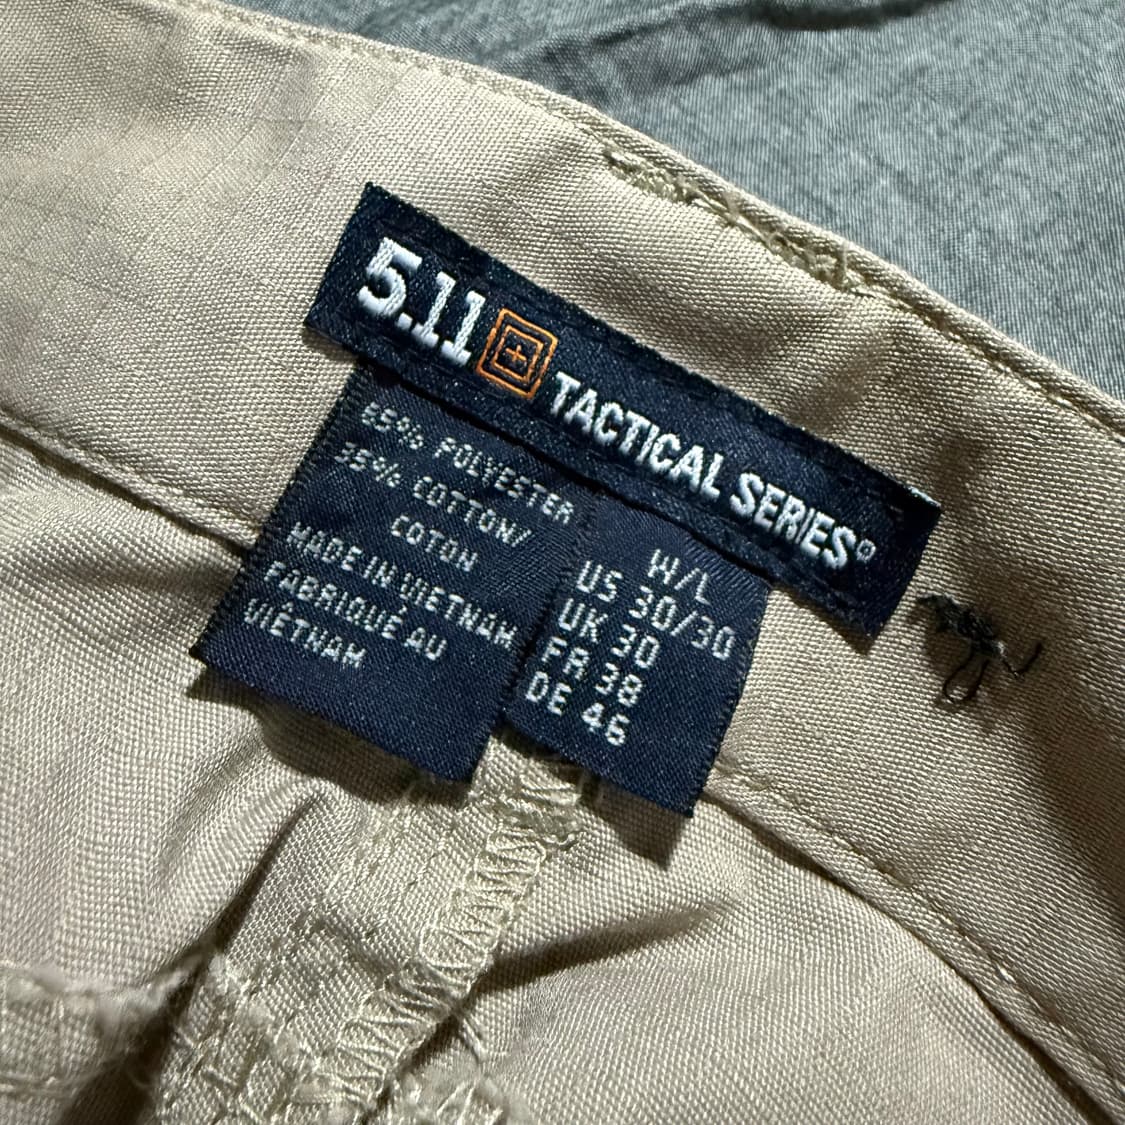 5.11 TACTICAL SERIES®
65% POLYESTER
35% COTTON/
COTON
MADE IN VIETNAM
FABRIQUÉ AU
VIÊTNAM
W/L
US 30/30
UK 30
FR 38
DE 46